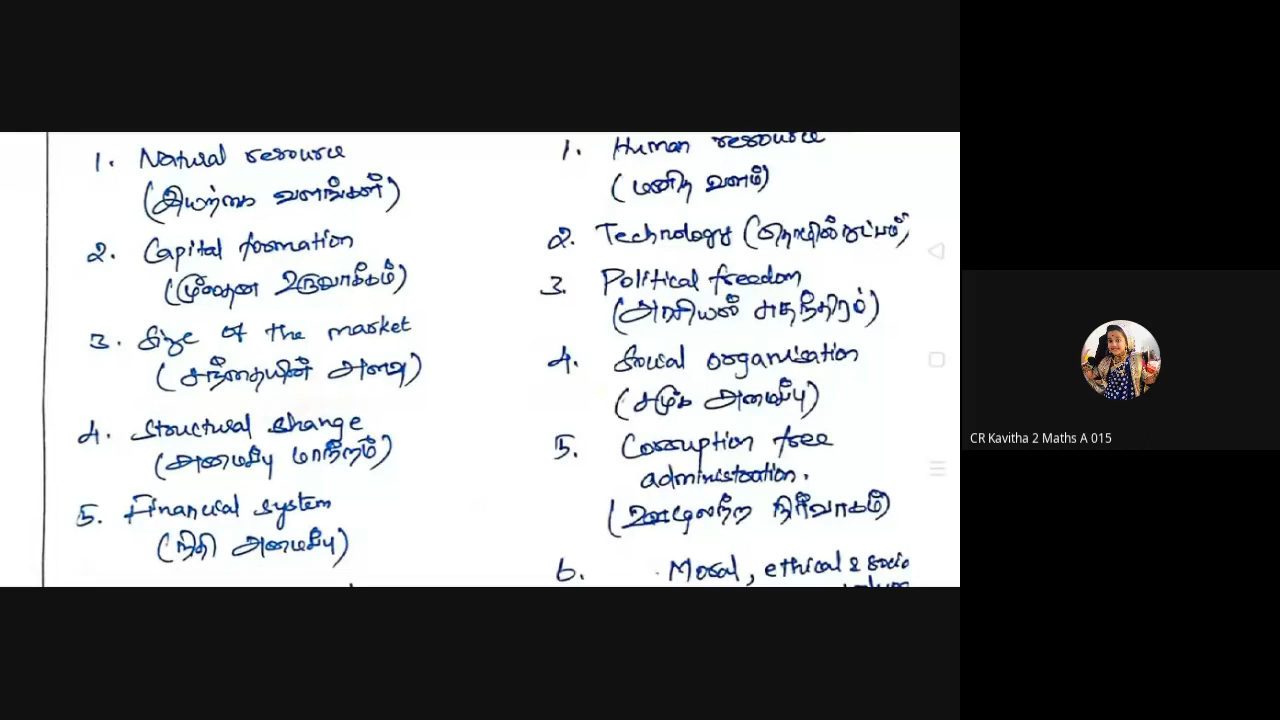 1. Natural resource
(இயற்கை வளங்கள்)
2. Capital formation
(மூலதன உருவாக்கம்)
3. Size of the market
(சந்தையின் அளவு)
4. Structural change
(அமைப்பு மாற்றம்)
5. Financial system
(நிதி அமைப்பு)
1. Human resource
(மனித வளம்)
2. Technology (தொழில்நுட்பம்)
3. Political freedom
(அரசியல் சுதந்திரம்)
4. Social organisation
(சமூக அமைப்பு)
5. Corruption free
administration.
(ஊழலற்ற நிர்வாகம்)
6. Moral, ethical & socio
CR Kavitha 2 Maths A 015